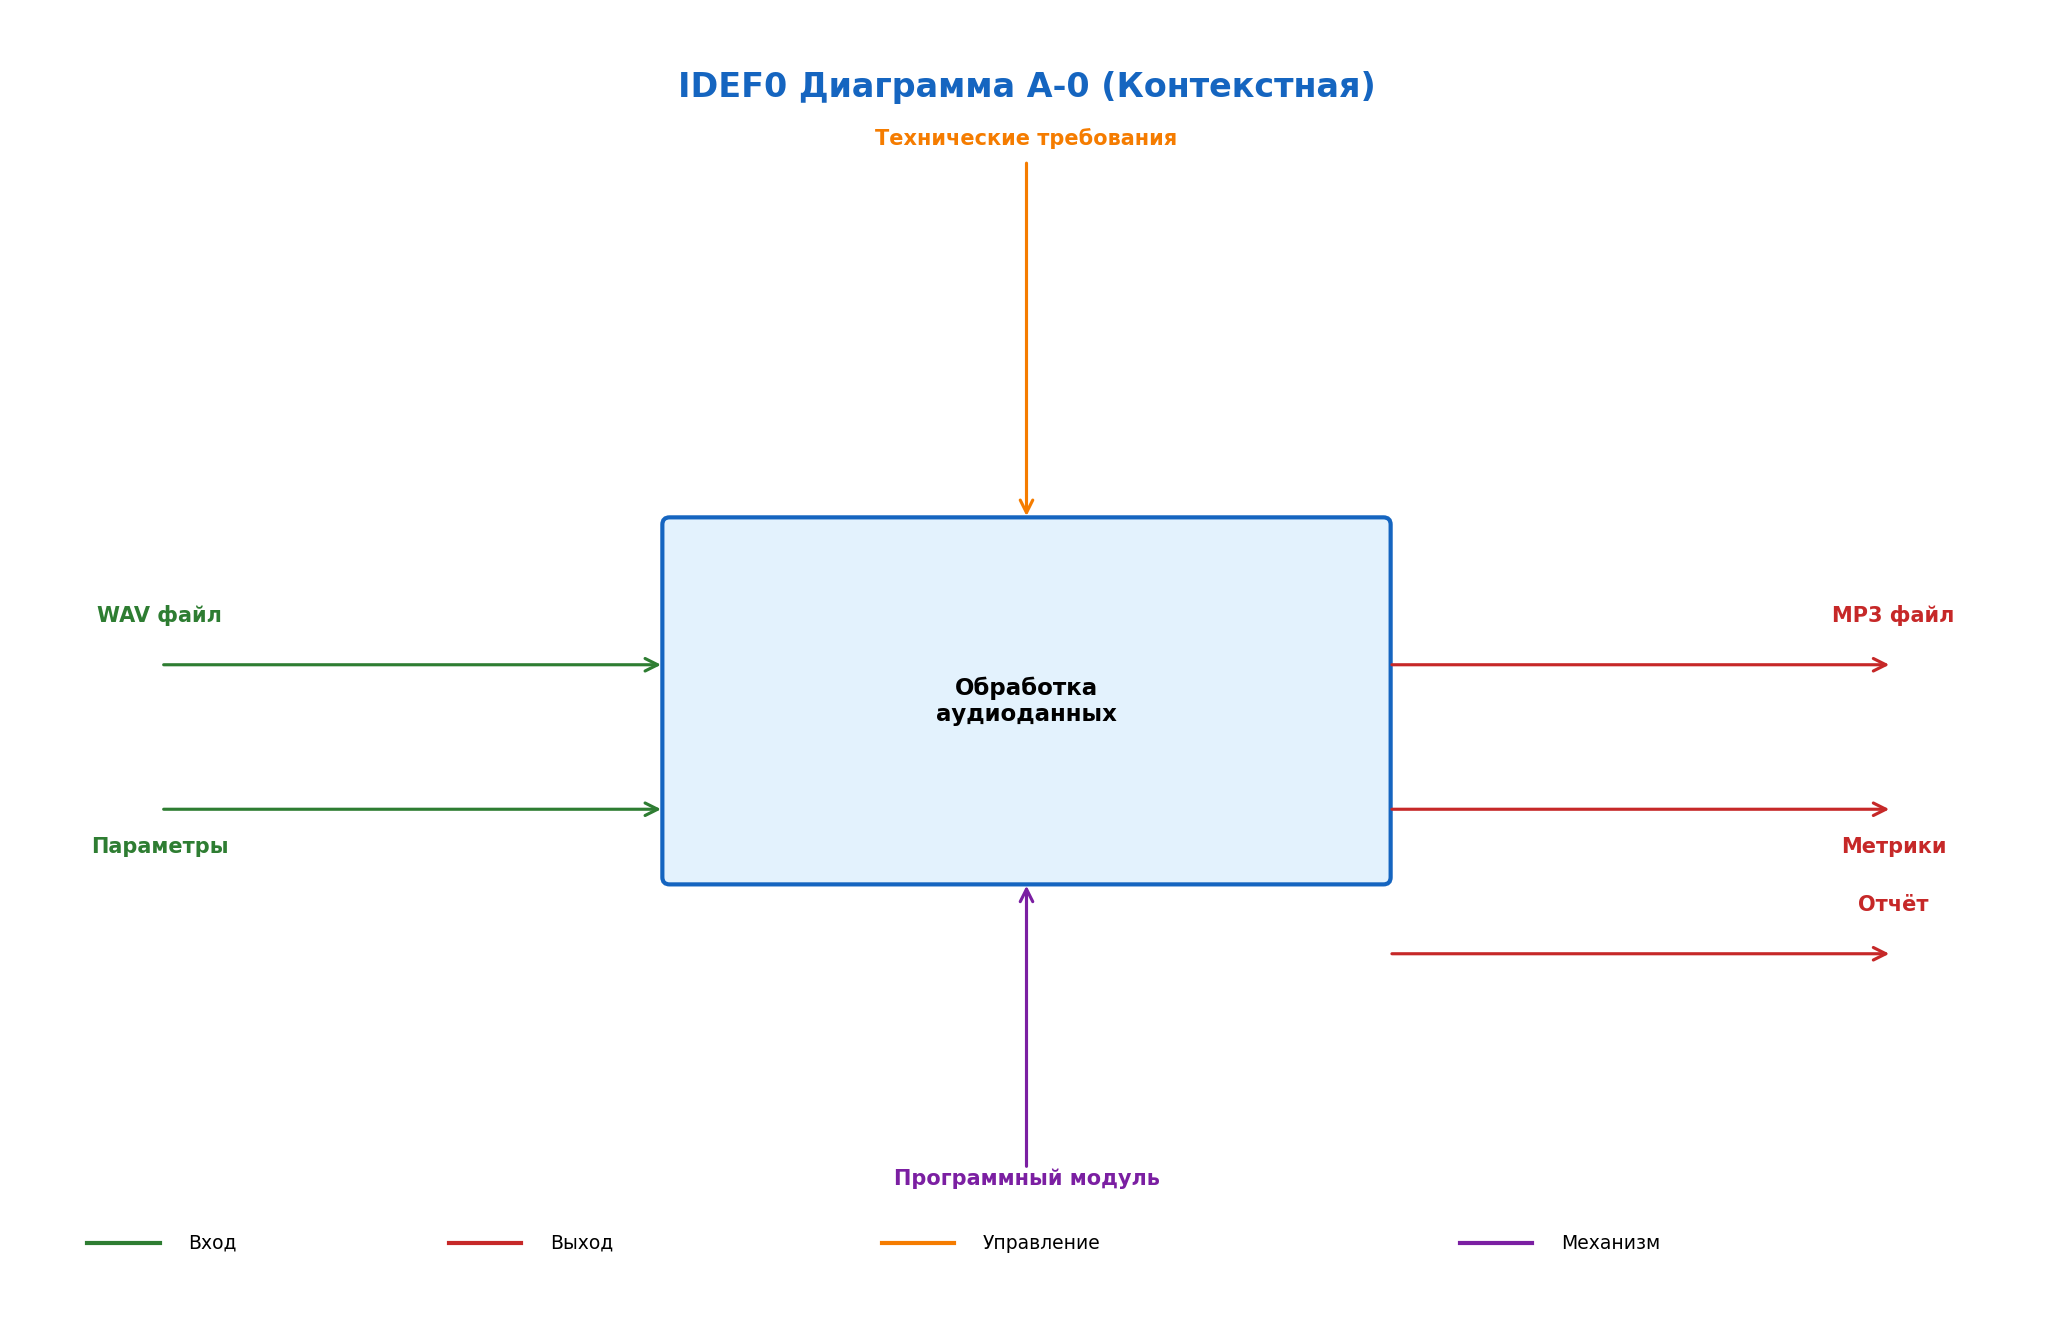 IDEF0 Диаграмма A-0 (Контекстная)
Технические требования
WAV файл
MP3 файл
Обработка
аудиоданных
Параметры
Метрики
Отчёт
Программный модуль
Вход
Выход
Управление
Механизм